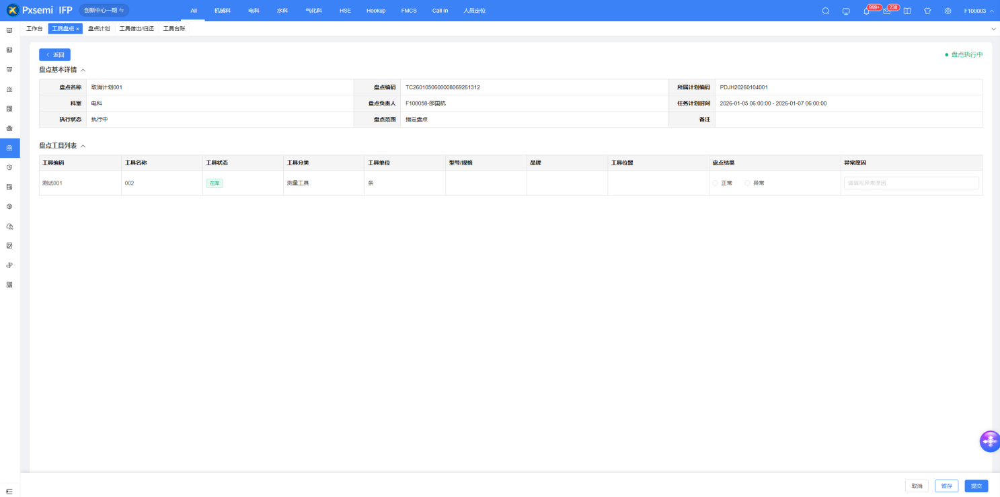 Pxsemi IFP 创新中心一期 All 机械科 电科 水科 气化科 HSE Hookup FMCS Call In 人员定位 999+ 238 F100003
工作台 工具盘点 × 盘点计划 工具借出/归还 工具台账
返回 盘点执行中
盘点基本详情
盘点名称 取消计划001 盘点编码 TC2601050600008069261312 所属计划编码 PDJH20260104001
科室 电科 盘点负责人 F100058-邵国航 任务计划时间 2026-01-05 06:00:00 - 2026-01-07 06:00:00
执行状态 执行中 盘点范围 指定盘点 备注
盘点工具列表
工具编码 工具名称 工具状态 工具分类 工具单位 型号/规格 品牌 工具位置 盘点结果 异常原因
测试001 002 在库 测量工具 条 正常 异常 请填写异常原因
取消 暂存 提交